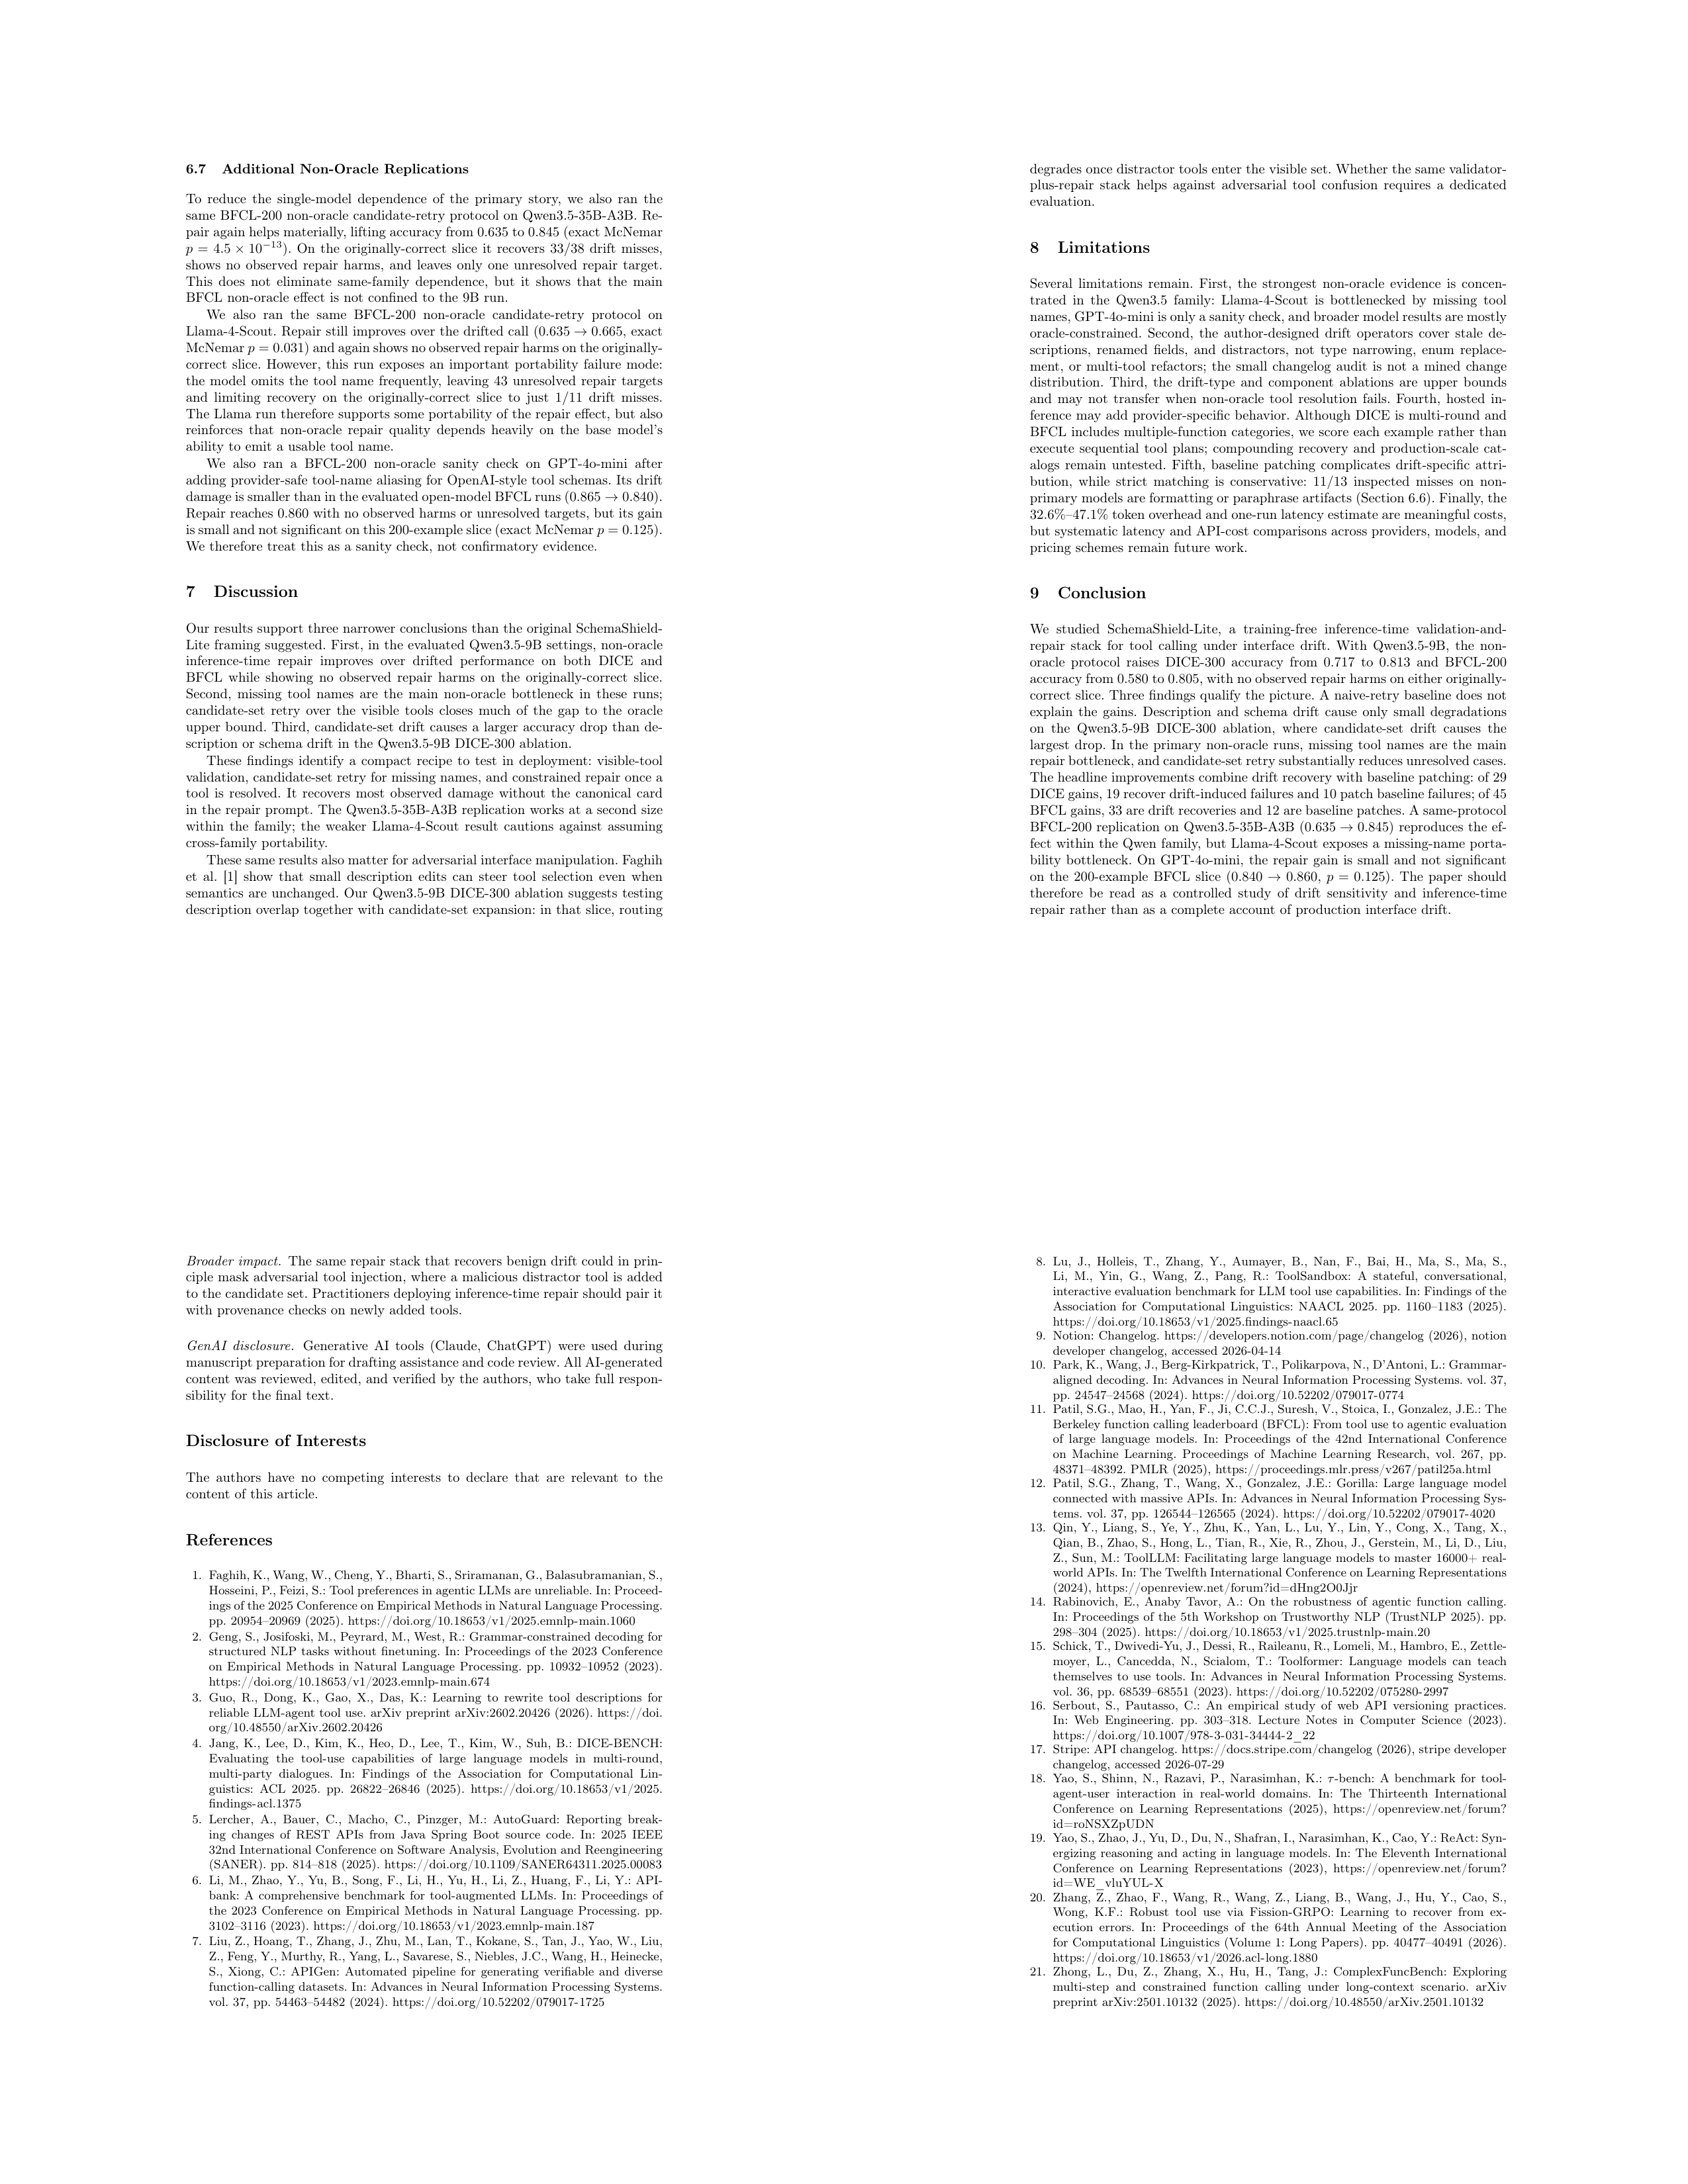 6.7 Additional Non-Oracle Replications
To reduce the single-model dependence of the primary story, we also ran the
same BFCL-200 non-oracle candidate-retry protocol on Qwen3.5-35B-A3B. Re-
pair again helps materially, lifting accuracy from 0.635 to 0.845 (exact McNemar
p = 4.5 × 10⁻¹³). On the originally-correct slice it recovers 33/38 drift misses,
shows no observed repair harms, and leaves only one unresolved repair target.
This does not eliminate same-family dependence, but it shows that the main
BFCL non-oracle effect is not confined to the 9B run.
We also ran the same BFCL-200 non-oracle candidate-retry protocol on
Llama-4-Scout. Repair still improves over the drifted call (0.635 → 0.665, exact
McNemar p = 0.031) and again shows no observed repair harms on the originally-
correct slice. However, this run exposes an important portability failure mode:
the model omits the tool name frequently, leaving 43 unresolved repair targets
and limiting recovery on the originally-correct slice to just 1/11 drift misses.
The Llama run therefore supports some portability of the repair effect, but also
reinforces that non-oracle repair quality depends heavily on the base model's
ability to emit a usable tool name.
We also ran a BFCL-200 non-oracle sanity check on GPT-4o-mini after
adding provider-safe tool-name aliasing for OpenAI-style tool schemas. Its drift
damage is smaller than in the evaluated open-model BFCL runs (0.865 → 0.840).
Repair reaches 0.860 with no observed harms or unresolved targets, but its gain
is small and not significant on this 200-example slice (exact McNemar p = 0.125).
We therefore treat this as a sanity check, not confirmatory evidence.
7 Discussion
Our results support three narrower conclusions than the original SchemaShield-
Lite framing suggested. First, in the evaluated Qwen3.5-9B settings, non-oracle
inference-time repair improves over drifted performance on both DICE and
BFCL while showing no observed repair harms on the originally-correct slice.
Second, missing tool names are the main non-oracle bottleneck in these runs;
candidate-set retry over the visible tools closes much of the gap to the oracle
upper bound. Third, candidate-set drift causes a larger accuracy drop than de-
scription or schema drift in the Qwen3.5-9B DICE-300 ablation.
These findings identify a compact recipe to test in deployment: visible-tool
validation, candidate-set retry for missing names, and constrained repair once a
tool is resolved. It recovers most observed damage without the canonical card
in the repair prompt. The Qwen3.5-35B-A3B replication works at a second size
within the family; the weaker Llama-4-Scout result cautions against assuming
cross-family portability.
These same results also matter for adversarial interface manipulation. Faghih
et al. [1] show that small description edits can steer tool selection even when
semantics are unchanged. Our Qwen3.5-9B DICE-300 ablation suggests testing
description overlap together with candidate-set expansion: in that slice, routing
degrades once distractor tools enter the visible set. Whether the same validator-
plus-repair stack helps against adversarial tool confusion requires a dedicated
evaluation.
8 Limitations
Several limitations remain. First, the strongest non-oracle evidence is concen-
trated in the Qwen3.5 family: Llama-4-Scout is bottlenecked by missing tool
names, GPT-4o-mini is only a sanity check, and broader model results are mostly
oracle-constrained. Second, the author-designed drift operators cover stale de-
scriptions, renamed fields, and distractors, not type narrowing, enum replace-
ment, or multi-tool refactors; the small changelog audit is not a mined change
distribution. Third, the drift-type and component ablations are upper bounds
and may not transfer when non-oracle tool resolution fails. Fourth, hosted in-
ference may add provider-specific behavior. Although DICE is multi-round and
BFCL includes multiple-function categories, we score each example rather than
execute sequential tool plans; compounding recovery and production-scale cat-
alogs remain untested. Fifth, baseline patching complicates drift-specific attri-
bution, while strict matching is conservative: 11/13 inspected misses on non-
primary models are formatting or paraphrase artifacts (Section 6.6). Finally, the
32.6%–47.1% token overhead and one-run latency estimate are meaningful costs,
but systematic latency and API-cost comparisons across providers, models, and
pricing schemes remain future work.
9 Conclusion
We studied SchemaShield-Lite, a training-free inference-time validation-and-
repair stack for tool calling under interface drift. With Qwen3.5-9B, the non-
oracle protocol raises DICE-300 accuracy from 0.717 to 0.813 and BFCL-200
accuracy from 0.580 to 0.805, with no observed repair harms on either originally-
correct slice. Three findings qualify the picture. A naive-retry baseline does not
explain the gains. Description and schema drift cause only small degradations
on the Qwen3.5-9B DICE-300 ablation, where candidate-set drift causes the
largest drop. In the primary non-oracle runs, missing tool names are the main
repair bottleneck, and candidate-set retry substantially reduces unresolved cases.
The headline improvements combine drift recovery with baseline patching: of 29
DICE gains, 19 recover drift-induced failures and 10 patch baseline failures; of 45
BFCL gains, 33 are drift recoveries and 12 are baseline patches. A same-protocol
BFCL-200 replication on Qwen3.5-35B-A3B (0.635 → 0.845) reproduces the ef-
fect within the Qwen family, but Llama-4-Scout exposes a missing-name porta-
bility bottleneck. On GPT-4o-mini, the repair gain is small and not significant
on the 200-example BFCL slice (0.840 → 0.860, p = 0.125). The paper should
therefore be read as a controlled study of drift sensitivity and inference-time
repair rather than as a complete account of production interface drift.
Broader impact. The same repair stack that recovers benign drift could in prin-
ciple mask adversarial tool injection, where a malicious distractor tool is added
to the candidate set. Practitioners deploying inference-time repair should pair it
with provenance checks on newly added tools.
GenAI disclosure. Generative AI tools (Claude, ChatGPT) were used during
manuscript preparation for drafting assistance and code review. All AI-generated
content was reviewed, edited, and verified by the authors, who take full respon-
sibility for the final text.
Disclosure of Interests
The authors have no competing interests to declare that are relevant to the
content of this article.
References
1. Faghih, K., Wang, W., Cheng, Y., Bharti, S., Sriramanan, G., Balasubramanian, S.,
Hosseini, P., Feizi, S.: Tool preferences in agentic LLMs are unreliable. In: Proceed-
ings of the 2025 Conference on Empirical Methods in Natural Language Processing.
pp. 20954–20969 (2025). https://doi.org/10.18653/v1/2025.emnlp-main.1060
2. Geng, S., Josifoski, M., Peyrard, M., West, R.: Grammar-constrained decoding for
structured NLP tasks without finetuning. In: Proceedings of the 2023 Conference
on Empirical Methods in Natural Language Processing. pp. 10932–10952 (2023).
https://doi.org/10.18653/v1/2023.emnlp-main.674
3. Guo, R., Dong, K., Gao, X., Das, K.: Learning to rewrite tool descriptions for
reliable LLM-agent tool use. arXiv preprint arXiv:2602.20426 (2026). https://doi.
org/10.48550/arXiv.2602.20426
4. Jang, K., Lee, D., Kim, K., Heo, D., Lee, T., Kim, W., Suh, B.: DICE-BENCH:
Evaluating the tool-use capabilities of large language models in multi-round,
multi-party dialogues. In: Findings of the Association for Computational Lin-
guistics: ACL 2025. pp. 26822–26846 (2025). https://doi.org/10.18653/v1/2025.
findings-acl.1375
5. Lercher, A., Bauer, C., Macho, C., Pinzger, M.: AutoGuard: Reporting break-
ing changes of REST APIs from Java Spring Boot source code. In: 2025 IEEE
32nd International Conference on Software Analysis, Evolution and Reengineering
(SANER). pp. 814–818 (2025). https://doi.org/10.1109/SANER64311.2025.00083
6. Li, M., Zhao, Y., Yu, B., Song, F., Li, H., Yu, H., Li, Z., Huang, F., Li, Y.: API-
bank: A comprehensive benchmark for tool-augmented LLMs. In: Proceedings of
the 2023 Conference on Empirical Methods in Natural Language Processing. pp.
3102–3116 (2023). https://doi.org/10.18653/v1/2023.emnlp-main.187
7. Liu, Z., Hoang, T., Zhang, J., Zhu, M., Lan, T., Kokane, S., Tan, J., Yao, W., Liu,
Z., Feng, Y., Murthy, R., Yang, L., Savarese, S., Niebles, J.C., Wang, H., Heinecke,
S., Xiong, C.: APIGen: Automated pipeline for generating verifiable and diverse
function-calling datasets. In: Advances in Neural Information Processing Systems.
vol. 37, pp. 54463–54482 (2024). https://doi.org/10.52202/079017-1725
8. Lu, J., Holleis, T., Zhang, Y., Aumayer, B., Nan, F., Bai, H., Ma, S., Ma, S.,
Li, M., Yin, G., Wang, Z., Pang, R.: ToolSandbox: A stateful, conversational,
interactive evaluation benchmark for LLM tool use capabilities. In: Findings of the
Association for Computational Linguistics: NAACL 2025. pp. 1160–1183 (2025).
https://doi.org/10.18653/v1/2025.findings-naacl.65
9. Notion: Changelog. https://developers.notion.com/page/changelog (2026), notion
developer changelog, accessed 2026-04-14
10. Park, K., Wang, J., Berg-Kirkpatrick, T., Polikarpova, N., D'Antoni, L.: Grammar-
aligned decoding. In: Advances in Neural Information Processing Systems. vol. 37,
pp. 24547–24568 (2024). https://doi.org/10.52202/079017-0774
11. Patil, S.G., Mao, H., Yan, F., Ji, C.C.J., Suresh, V., Stoica, I., Gonzalez, J.E.: The
Berkeley function calling leaderboard (BFCL): From tool use to agentic evaluation
of large language models. In: Proceedings of the 42nd International Conference
on Machine Learning. Proceedings of Machine Learning Research, vol. 267, pp.
48371–48392. PMLR (2025), https://proceedings.mlr.press/v267/patil25a.html
12. Patil, S.G., Zhang, T., Wang, X., Gonzalez, J.E.: Gorilla: Large language model
connected with massive APIs. In: Advances in Neural Information Processing Sys-
tems. vol. 37, pp. 126544–126565 (2024). https://doi.org/10.52202/079017-4020
13. Qin, Y., Liang, S., Ye, Y., Zhu, K., Yan, L., Lu, Y., Lin, Y., Cong, X., Tang, X.,
Qian, B., Zhao, S., Hong, L., Tian, R., Xie, R., Zhou, J., Gerstein, M., Li, D., Liu,
Z., Sun, M.: ToolLLM: Facilitating large language models to master 16000+ real-
world APIs. In: The Twelfth International Conference on Learning Representations
(2024), https://openreview.net/forum?id=dHng2O0Jjr
14. Rabinovich, E., Anaby Tavor, A.: On the robustness of agentic function calling.
In: Proceedings of the 5th Workshop on Trustworthy NLP (TrustNLP 2025). pp.
298–304 (2025). https://doi.org/10.18653/v1/2025.trustnlp-main.20
15. Schick, T., Dwivedi-Yu, J., Dessi, R., Raileanu, R., Lomeli, M., Hambro, E., Zettle-
moyer, L., Cancedda, N., Scialom, T.: Toolformer: Language models can teach
themselves to use tools. In: Advances in Neural Information Processing Systems.
vol. 36, pp. 68539–68551 (2023). https://doi.org/10.52202/075280-2997
16. Serbout, S., Pautasso, C.: An empirical study of web API versioning practices.
In: Web Engineering. pp. 303–318. Lecture Notes in Computer Science (2023).
https://doi.org/10.1007/978-3-031-34444-2_22
17. Stripe: API changelog. https://docs.stripe.com/changelog (2026), stripe developer
changelog, accessed 2026-07-29
18. Yao, S., Shinn, N., Razavi, P., Narasimhan, K.: τ-bench: A benchmark for tool-
agent-user interaction in real-world domains. In: The Thirteenth International
Conference on Learning Representations (2025), https://openreview.net/forum?
id=roNSXZpUDN
19. Yao, S., Zhao, J., Yu, D., Du, N., Shafran, I., Narasimhan, K., Cao, Y.: ReAct: Syn-
ergizing reasoning and acting in language models. In: The Eleventh International
Conference on Learning Representations (2023), https://openreview.net/forum?
id=WE_vluYUL-X
20. Zhang, Z., Zhao, F., Wang, R., Wang, Z., Liang, B., Wang, J., Hu, Y., Cao, S.,
Wong, K.F.: Robust tool use via Fission-GRPO: Learning to recover from ex-
ecution errors. In: Proceedings of the 64th Annual Meeting of the Association
for Computational Linguistics (Volume 1: Long Papers). pp. 40477–40491 (2026).
https://doi.org/10.18653/v1/2026.acl-long.1880
21. Zhong, L., Du, Z., Zhang, X., Hu, H., Tang, J.: ComplexFuncBench: Exploring
multi-step and constrained function calling under long-context scenario. arXiv
preprint arXiv:2501.10132 (2025). https://doi.org/10.48550/arXiv.2501.10132